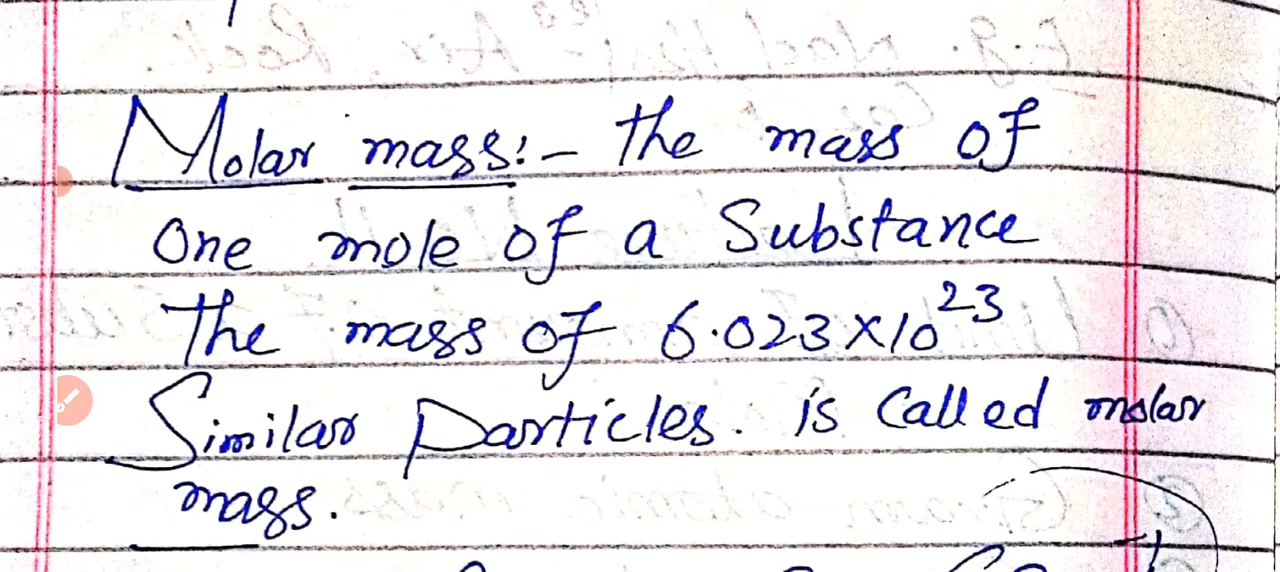 Molar mass:- the mass of
One mole of a Substance
The mass of 6.023 x10²³
Similar Particles. is Called molar
mass.